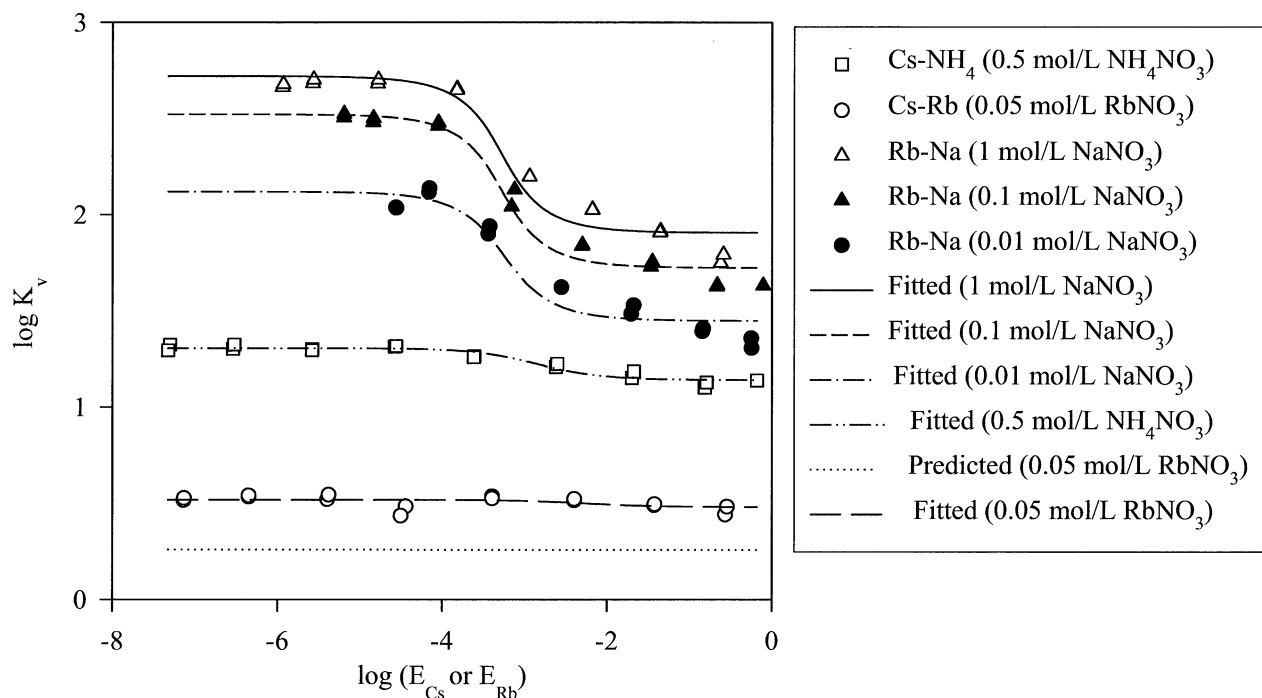 3
2
1
0
log K_v
-8
-6
-4
-2
0
log (E_Cs or E_Rb)
Cs-NH₄ (0.5 mol/L NH₄NO₃)
Cs-Rb (0.05 mol/L RbNO₃)
Rb-Na (1 mol/L NaNO₃)
Rb-Na (0.1 mol/L NaNO₃)
Rb-Na (0.01 mol/L NaNO₃)
Fitted (1 mol/L NaNO₃)
Fitted (0.1 mol/L NaNO₃)
Fitted (0.01 mol/L NaNO₃)
Fitted (0.5 mol/L NH₄NO₃)
Predicted (0.05 mol/L RbNO₃)
Fitted (0.05 mol/L RbNO₃)